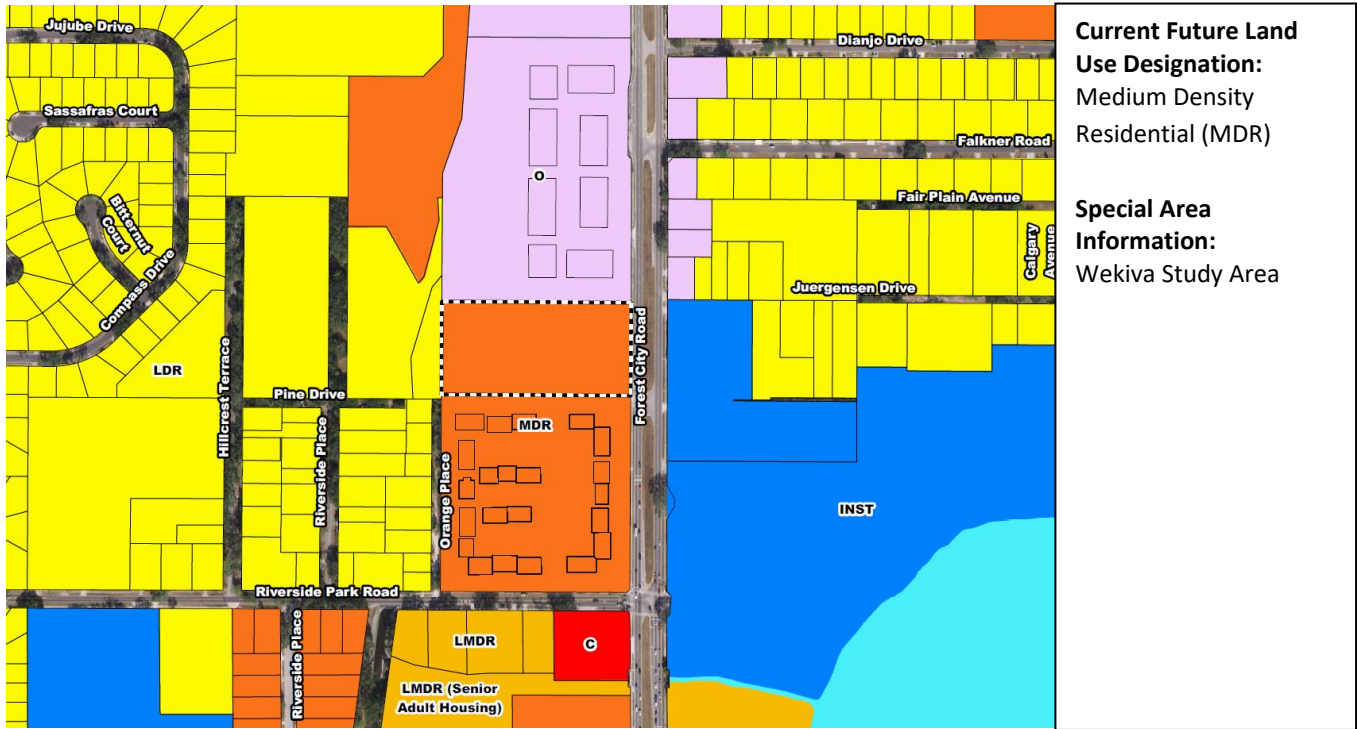 Jujube Drive
Sassafras Court
Bitternut
Court
Compass Drive
LDR
Hillcrest Terrace
Pine Drive
Riverside Place
Orange Place
Riverside Park Road
Riverside Place
O
MDR
Forest City Road
LMDR
C
LMDR (Senior
Adult Housing)
Dianjo Drive
Falkner Road
Fair Plain Avenue
Calgary
Avenue
Juergensen Drive
INST
Current Future Land
Use Designation:
Medium Density
Residential (MDR)
Special Area
Information:
Wekiva Study Area